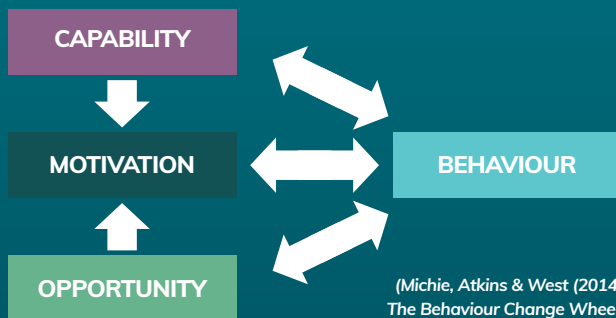 CAPABILITY
MOTIVATION
BEHAVIOUR
OPPORTUNITY
(Michie, Atkins & West (2014
The Behaviour Change Whee